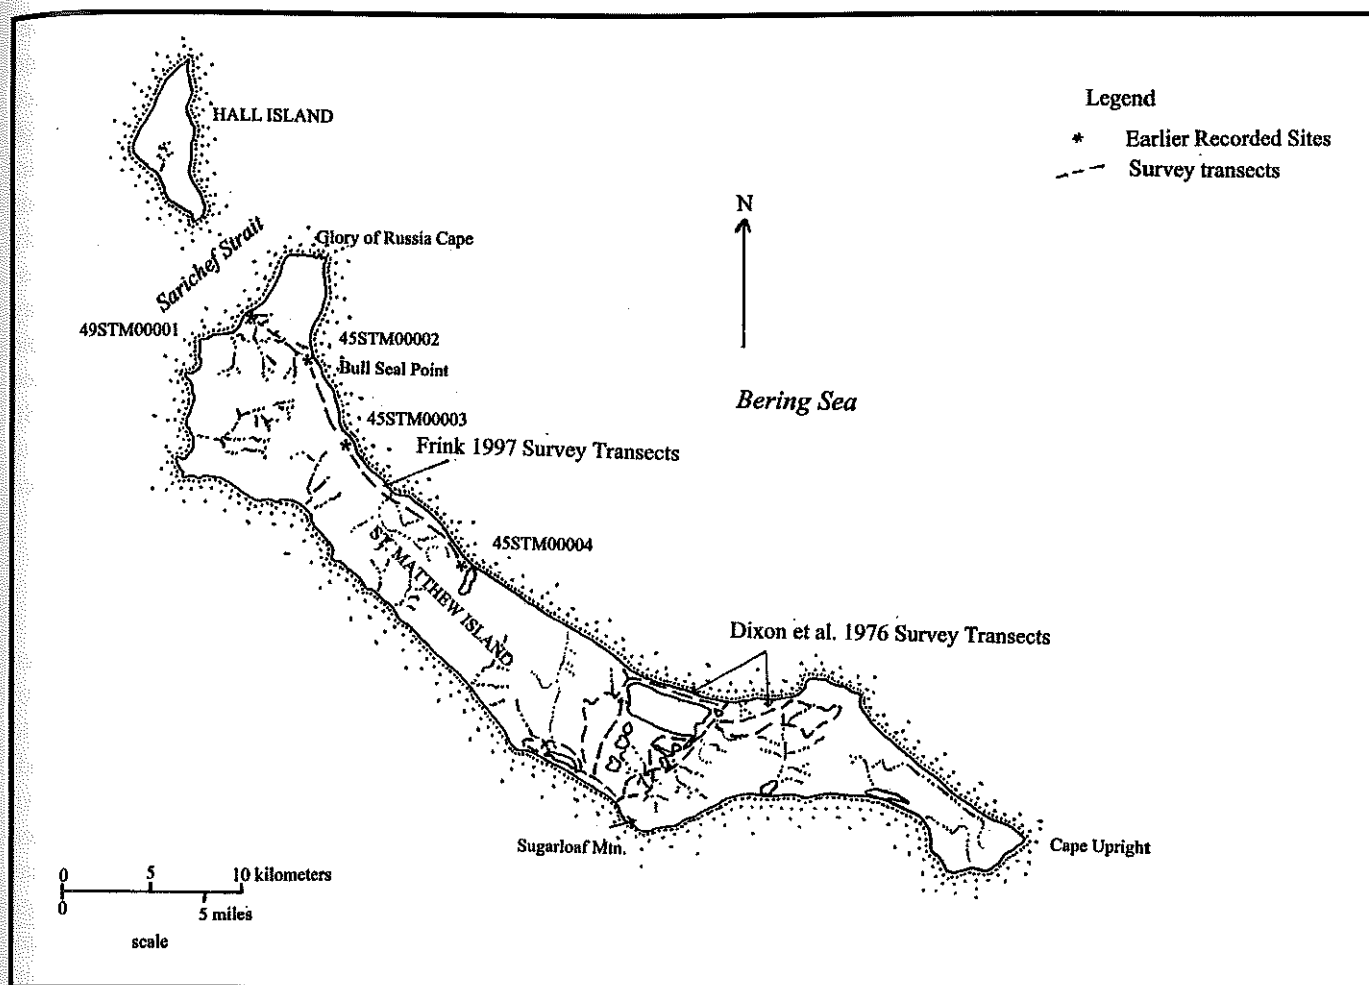 HALL ISLAND
Legend
* Earlier Recorded Sites
Survey transects
N
Glory of Russia Cape
Sarichef Strait
49STM00001
45STM00002
Bull Seal Point
Bering Sea
45STM00003
Frink 1997 Survey Transects
45STM00004
ST. MATTHEW ISLAND
Dixon et al. 1976 Survey Transects
Sugarloaf Mtn.
Cape Upright
0 5 10 kilometers
0 5 miles
scale